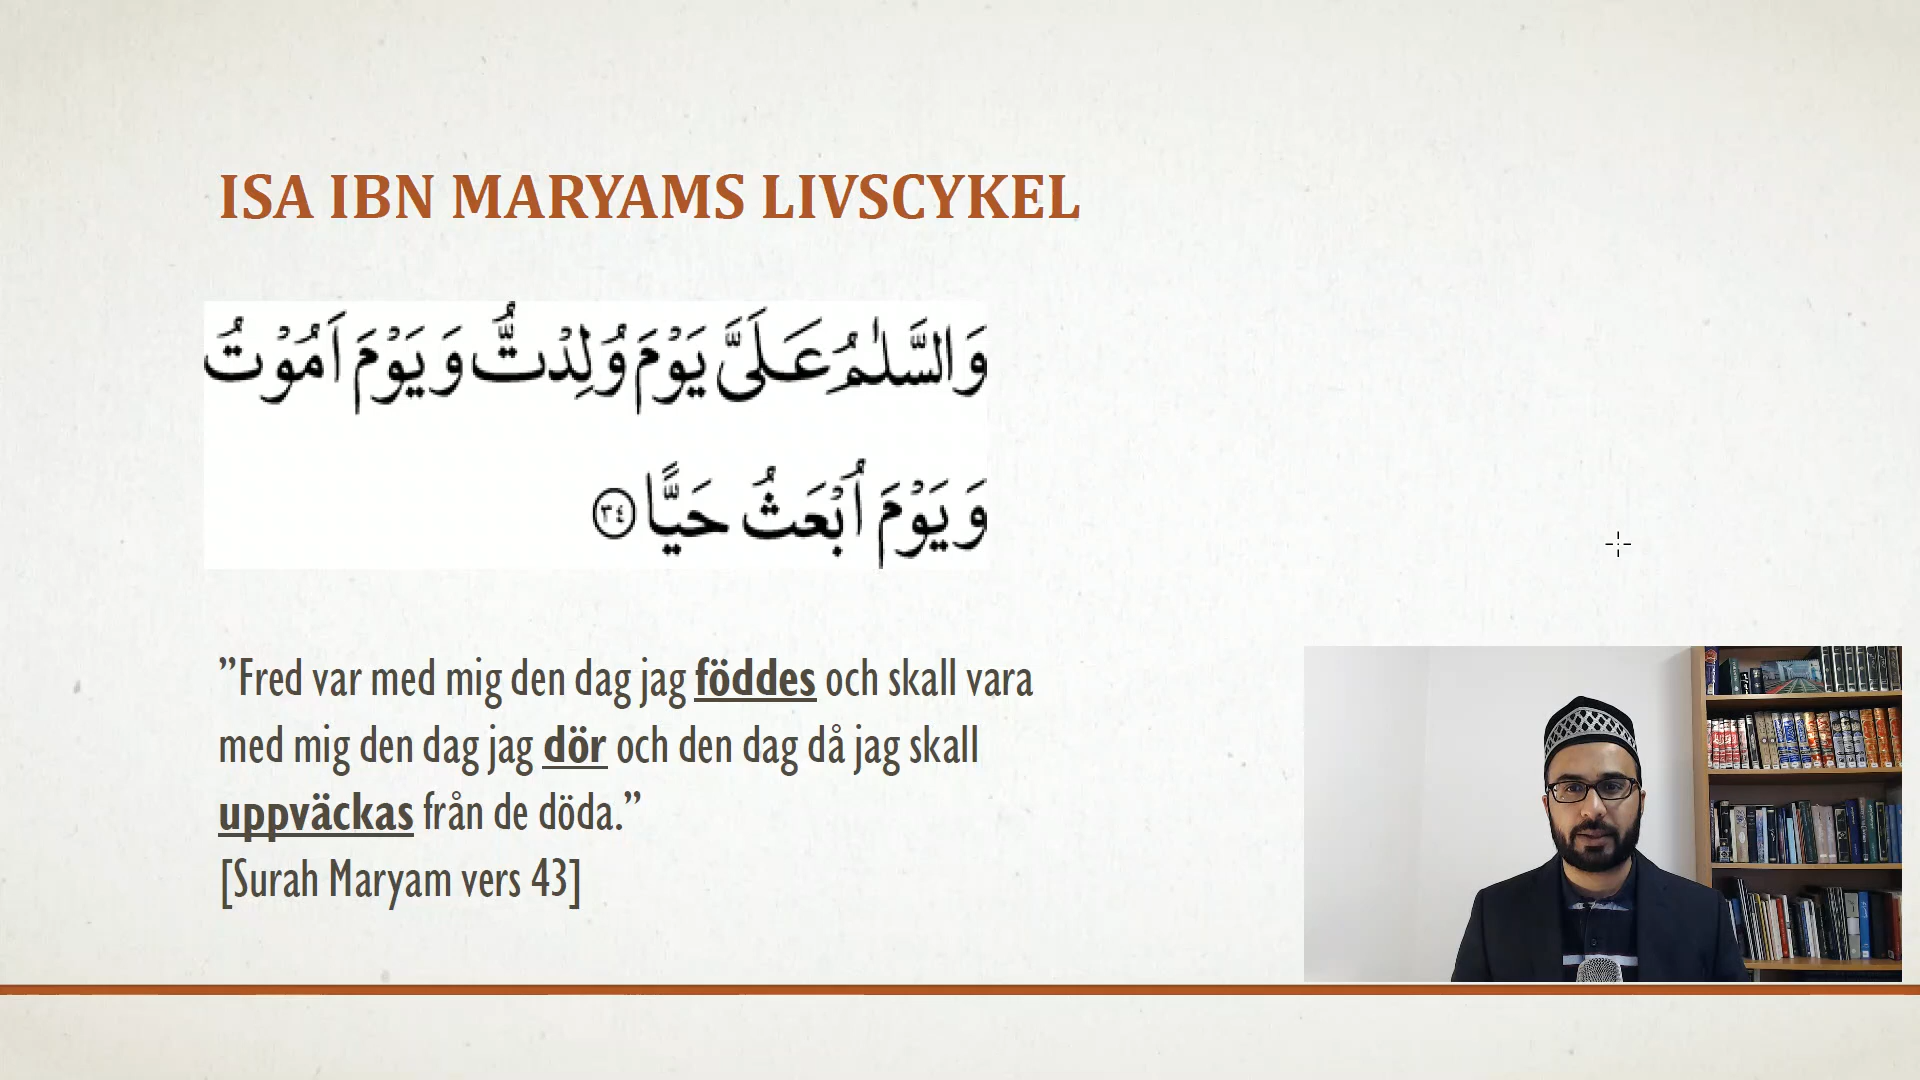 ISA IBN MARYAMS LIVSCYKEL
وَالسَّلٰمُ عَلَىَّ يَوْمَ وُلِدْتُّ وَ يَوْمَ اَمُوْتُ
وَ يَوْمَ اُبْعَثُ حَيًّا ﴿۳٤﴾
”Fred var med mig den dag jag föddes och skall vara
med mig den dag jag dör och den dag då jag skall
uppväckas från de döda.”
[Surah Maryam vers 43]